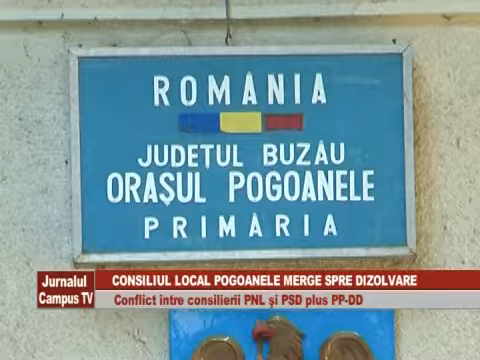 ROMÂNIA
JUDEȚUL BUZĂU
ORAȘUL POGOANELE
PRIMĂRIA
Jurnalul
Campus TV
CONSILIUL LOCAL POGOANELE MERGE SPRE DIZOLVARE
Conflict intre consilierii PNL și PSD plus PP-DD